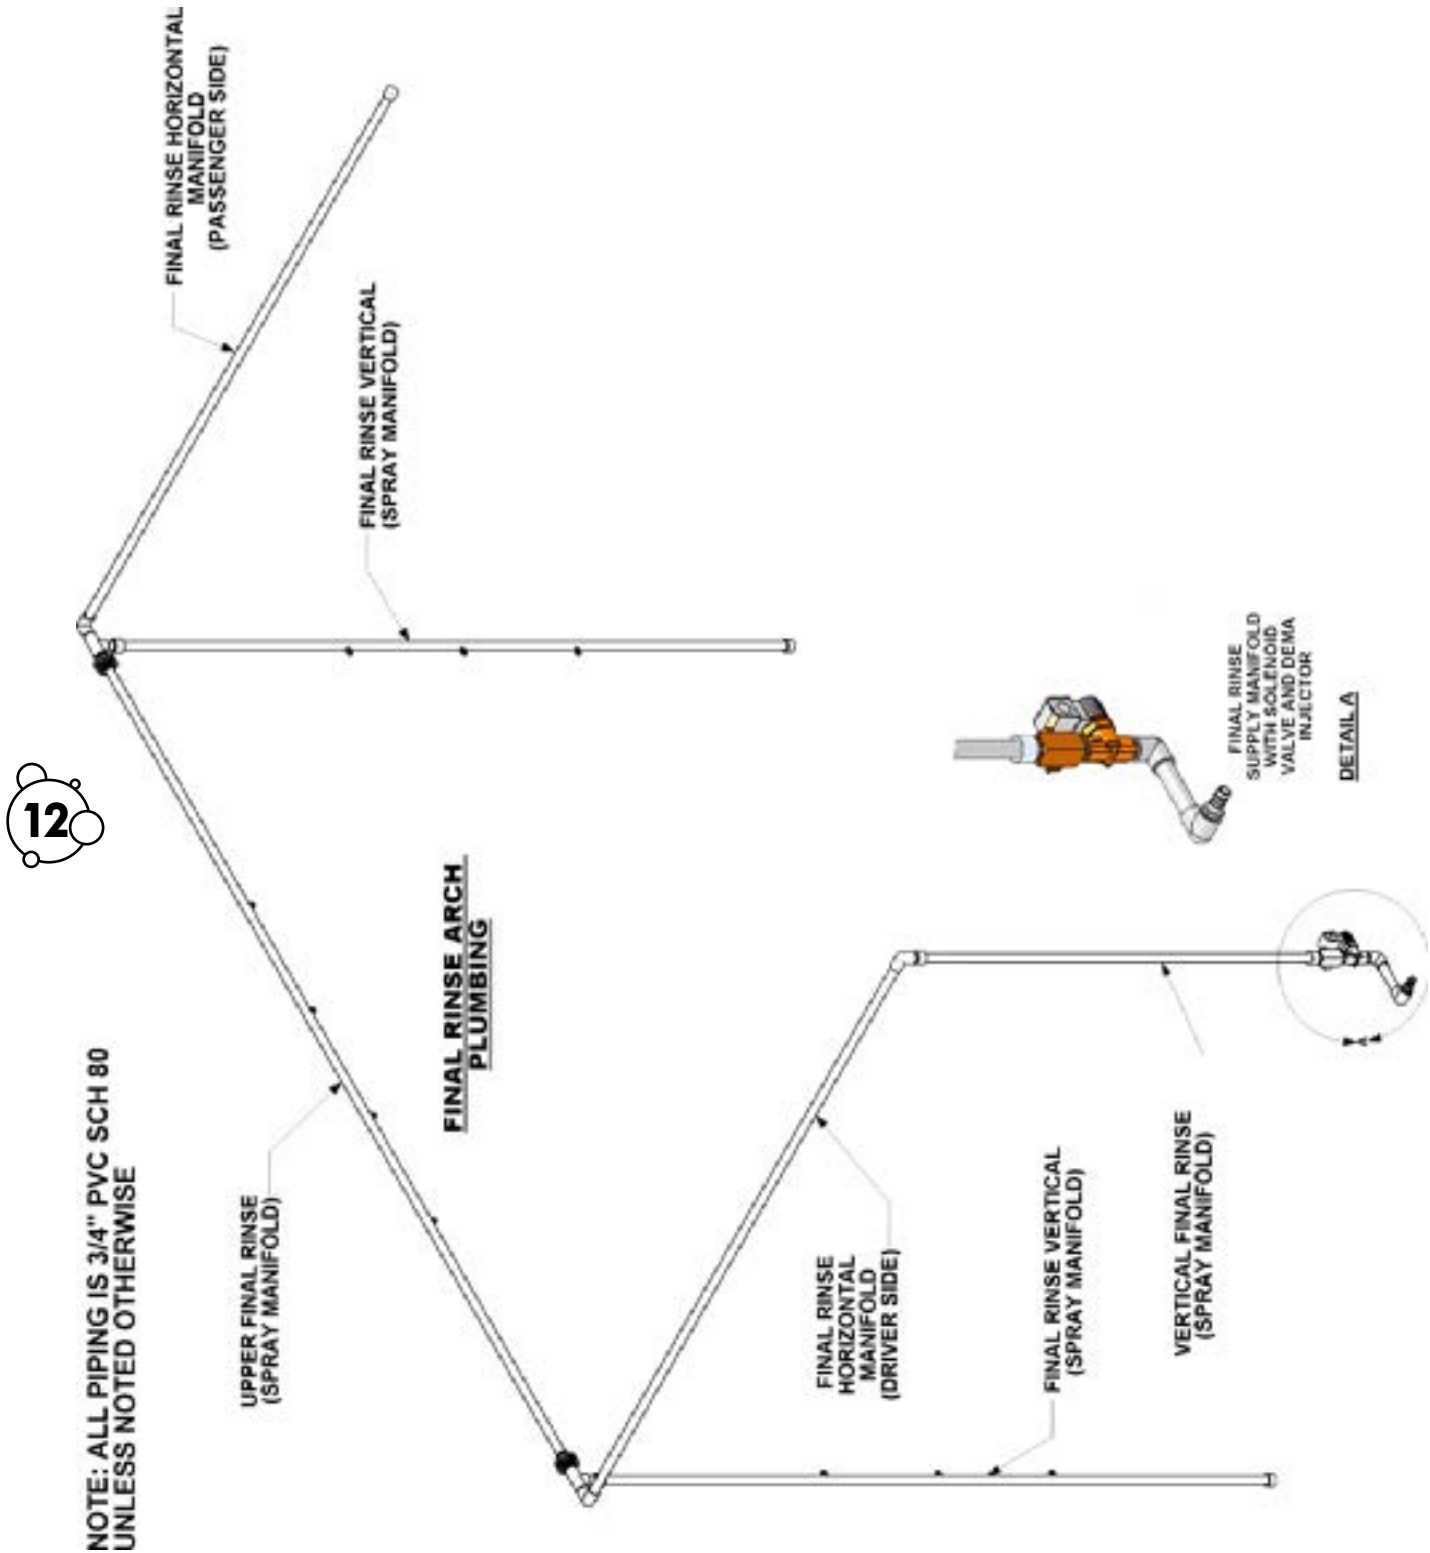 NOTE: ALL PIPING IS 3/4" PVC SCH 80
UNLESS NOTED OTHERWISE
UPPER FINAL RINSE
(SPRAY MANIFOLD)
FINAL RINSE HORIZONTAL
MANIFOLD
(PASSENGER SIDE)
FINAL RINSE VERTICAL
(SPRAY MANIFOLD)
12
FINAL RINSE ARCH
PLUMBING
FINAL RINSE
HORIZONTAL
MANIFOLD
(DRIVER SIDE)
FINAL RINSE VERTICAL
(SPRAY MANIFOLD)
VERTICAL FINAL RINSE
(SPRAY MANIFOLD)
A
FINAL RINSE
SUPPLY MANIFOLD
WITH SOLENOID
VALVE AND DEMA
INJECTOR
DETAIL A